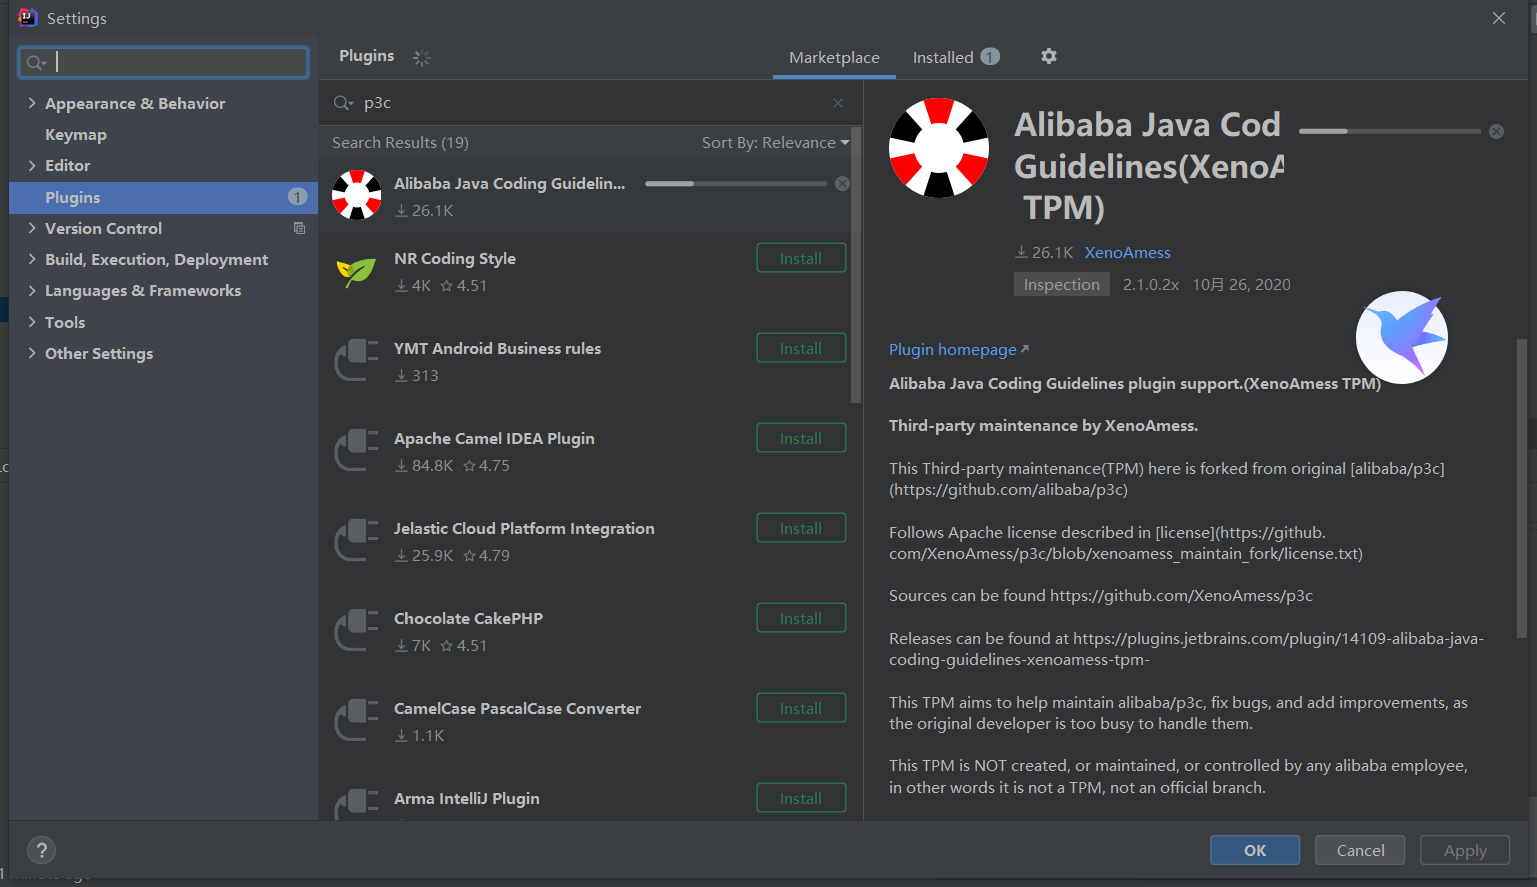 Settings
Plugins
Marketplace
Installed 1
Appearance & Behavior
Keymap
Editor
Plugins 1
Version Control
Build, Execution, Deployment
Languages & Frameworks
Tools
Other Settings
p3c
Search Results (19)
Sort By: Relevance
Alibaba Java Coding Guidelin...
26.1K
NR Coding Style
4K 4.51
Install
YMT Android Business rules
313
Install
Apache Camel IDEA Plugin
84.8K 4.75
Install
Jelastic Cloud Platform Integration
25.9K 4.79
Install
Chocolate CakePHP
7K 4.51
Install
CamelCase PascalCase Converter
1.1K
Install
Arma IntelliJ Plugin
Install
Alibaba Java Cod
Guidelines(XenoA
TPM)
26.1K XenoAmess
Inspection 2.1.0.2x 10月 26, 2020
Plugin homepage
Alibaba Java Coding Guidelines plugin support.(XenoAmess TPM)
Third-party maintenance by XenoAmess.
This Third-party maintenance(TPM) here is forked from original [alibaba/p3c]
(https://github.com/alibaba/p3c)
Follows Apache license described in [license](https://github.
com/XenoAmess/p3c/blob/xenoamess_maintain_fork/license.txt)
Sources can be found https://github.com/XenoAmess/p3c
Releases can be found at https://plugins.jetbrains.com/plugin/14109-alibaba-java-
coding-guidelines-xenoamess-tpm-
This TPM aims to help maintain alibaba/p3c, fix bugs, and add improvements, as
the original developer is too busy to handle them.
This TPM is NOT created, or maintained, or controlled by any alibaba employee,
in other words it is not a TPM, not an official branch.
?
OK
Cancel
Apply